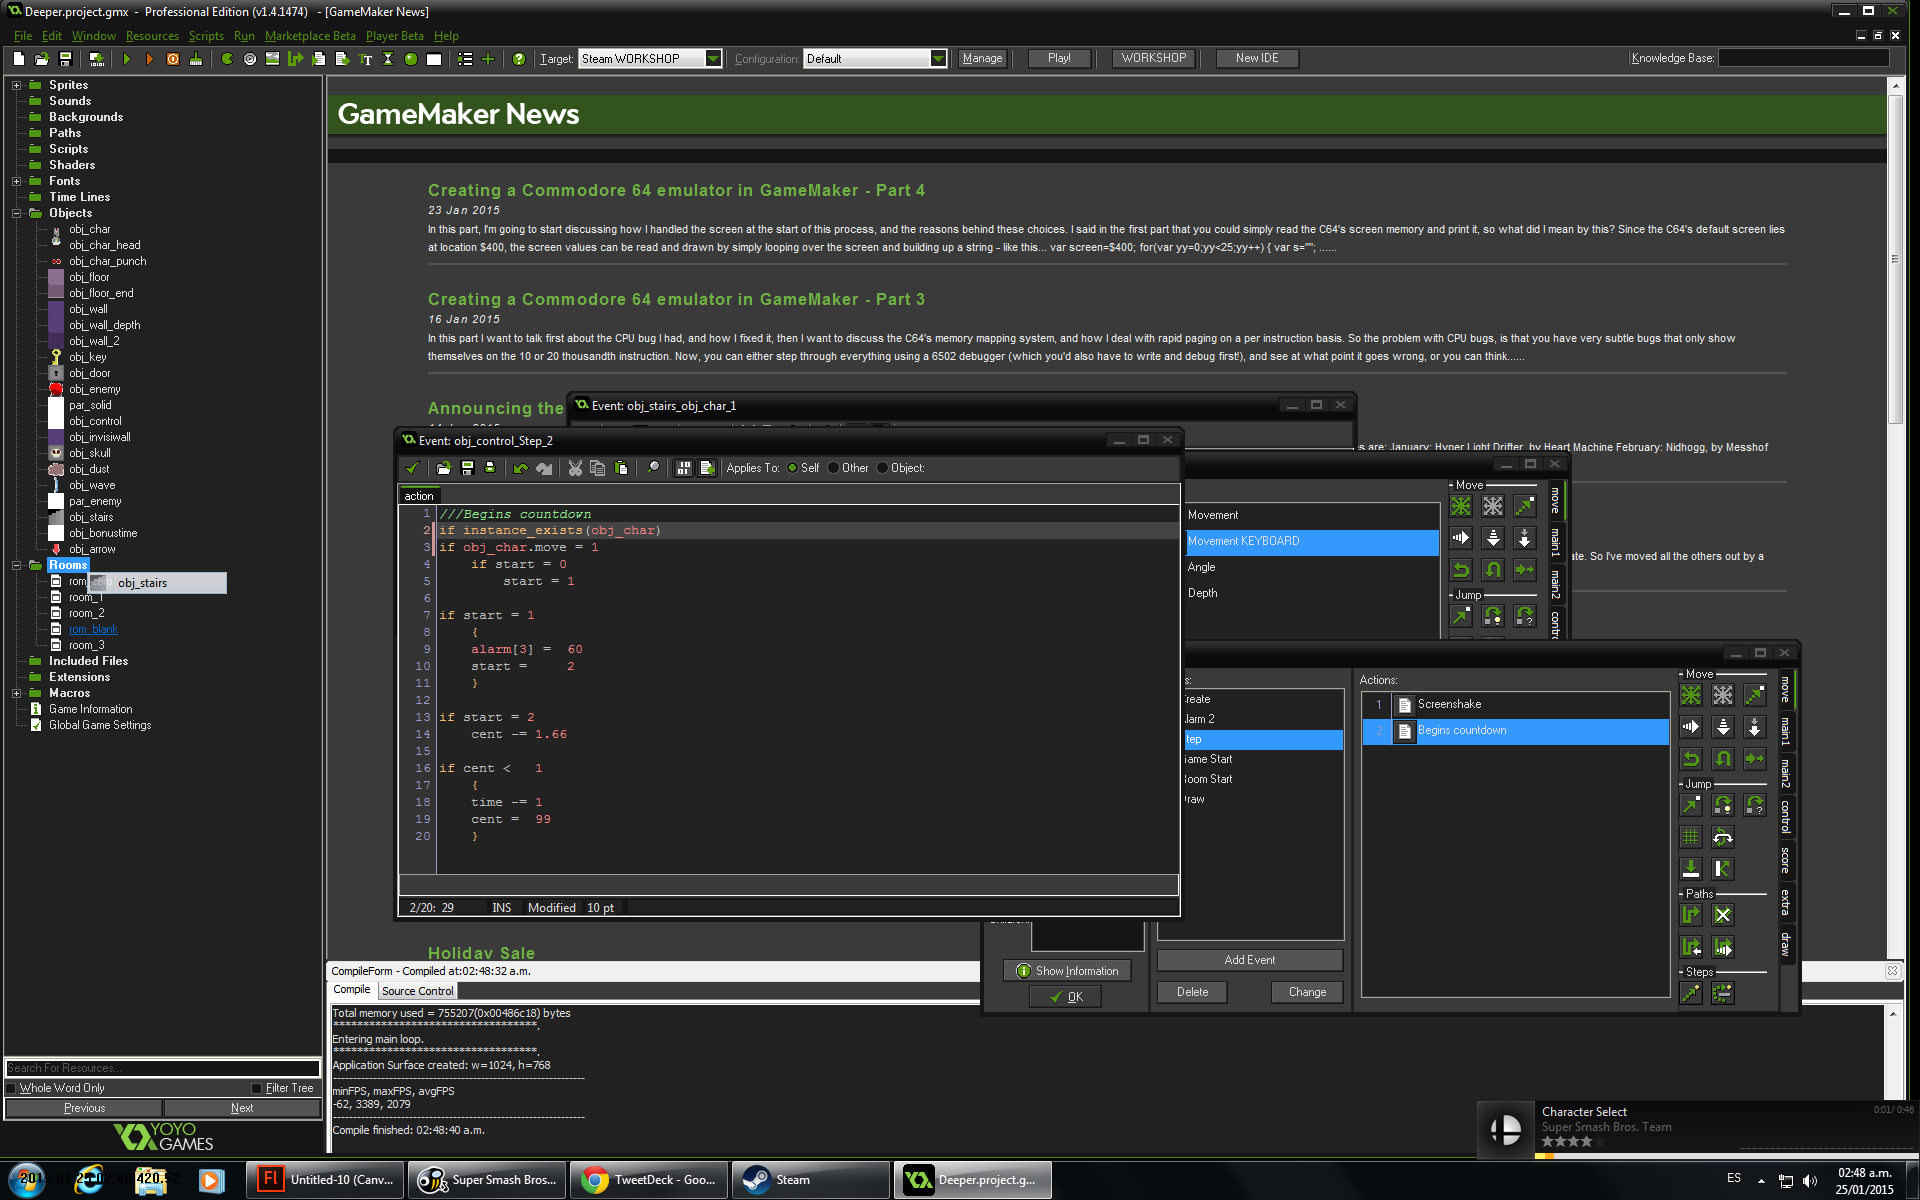 Deeper.project.gmx - Professional Edition (v1.4.1474) - [GameMaker News]
File Edit Window Resources Scripts Run Marketplace Beta Player Beta Help
Target: Steam WORKSHOP Configuration: Default Manage Play! WORKSHOP New IDE Knowledge Base:
Sprites
Sounds
Backgrounds
Paths
Scripts
Shaders
Fonts
Time Lines
Objects
obj_char
obj_char_head
obj_char_punch
obj_floor
obj_floor_end
obj_wall
obj_wall_depth
obj_wall_2
obj_key
obj_door
obj_enemy
par_solid
obj_control
obj_invisiwall
obj_skull
obj_dust
obj_wave
par_enemy
obj_stairs
obj_bonustime
obj_arrow
Rooms
obj_stairs
room_1
room_2
rom_blank
room_3
Included Files
Extensions
Macros
Game Information
Global Game Settings
Search For Resources...
Whole Word Only Filter Tree
Previous Next
YOYO GAMES
GameMaker News
Creating a Commodore 64 emulator in GameMaker - Part 4
23 Jan 2015
In this part, I'm going to start discussing how I handled the screen at the start of this process, and the reasons behind these choices. I said in the first part that you could simply read the C64's screen memory and print it, so what did I mean by this? Since the C64's default screen lies
at location $400, the screen values can be read and drawn by simply looping over the screen and building up a string - like this... var screen=$400; for(var yy=0;yy<25;yy++) { var s=""; ......
Creating a Commodore 64 emulator in GameMaker - Part 3
16 Jan 2015
In this part I want to talk first about the CPU bug I had, and how I fixed it, then I want to discuss the C64's memory mapping system, and how I deal with rapid paging on a per instruction basis. So the problem with CPU bugs, is that you have very subtle bugs that only show
themselves on the 10 or 20 thousandth instruction. Now, you can either step through everything using a 6502 debugger (which you'd also have to write and debug first!), and see at what point it goes wrong, or you can think......
Announcing the
es are: January: Hyper Light Drifter, by Heart Machine February: Nidhogg, by Messhof
ate. So I've moved all the others out by a
Holiday Sale
Event: obj_stairs_obj_char_1
Event: obj_control_Step_2
Applies To: Self Other Object:
action
1 ///Begins countdown
2 if instance_exists(obj_char)
3 if obj_char.move = 1
4 if start = 0
5 start = 1
6
7 if start = 1
8 {
9 alarm[3] = 60
10 start = 2
11 }
12
13 if start = 2
14 cent -= 1.66
15
16 if cent < 1
17 {
18 time -= 1
19 cent = 99
20 }
2/20: 29 INS Modified 10 pt
Movement
Movement KEYBOARD
Angle
Depth
Move
Jump
move
main1
main2
contro
s:
reate
larm 2
tep
ame Start
oom Start
raw
Add Event
Delete Change
Show Information
OK
Actions:
1 Screenshake
2 Begins countdown
Move
Jump
Paths
Steps
move
main1
main2
control
score
extra
draw
CompileForm - Compiled at:02:48:32 a.m.
Compile Source Control
Total memory used = 755207(0x00486c18) bytes
**********************************.
Entering main loop.
**********************************.
Application Surface created: w=1024, h=768
minFPS, maxFPS, avgFPS
-62, 3389, 2079
Compile finished: 02:48:40 a.m.
Character Select 0:01/ 0:46
Super Smash Bros. Team
Untitled-10 (Canv...
Super Smash Bros...
TweetDeck - Goo...
Steam
Deeper.project.g...
ES
02:48 a.m.
25/01/2015